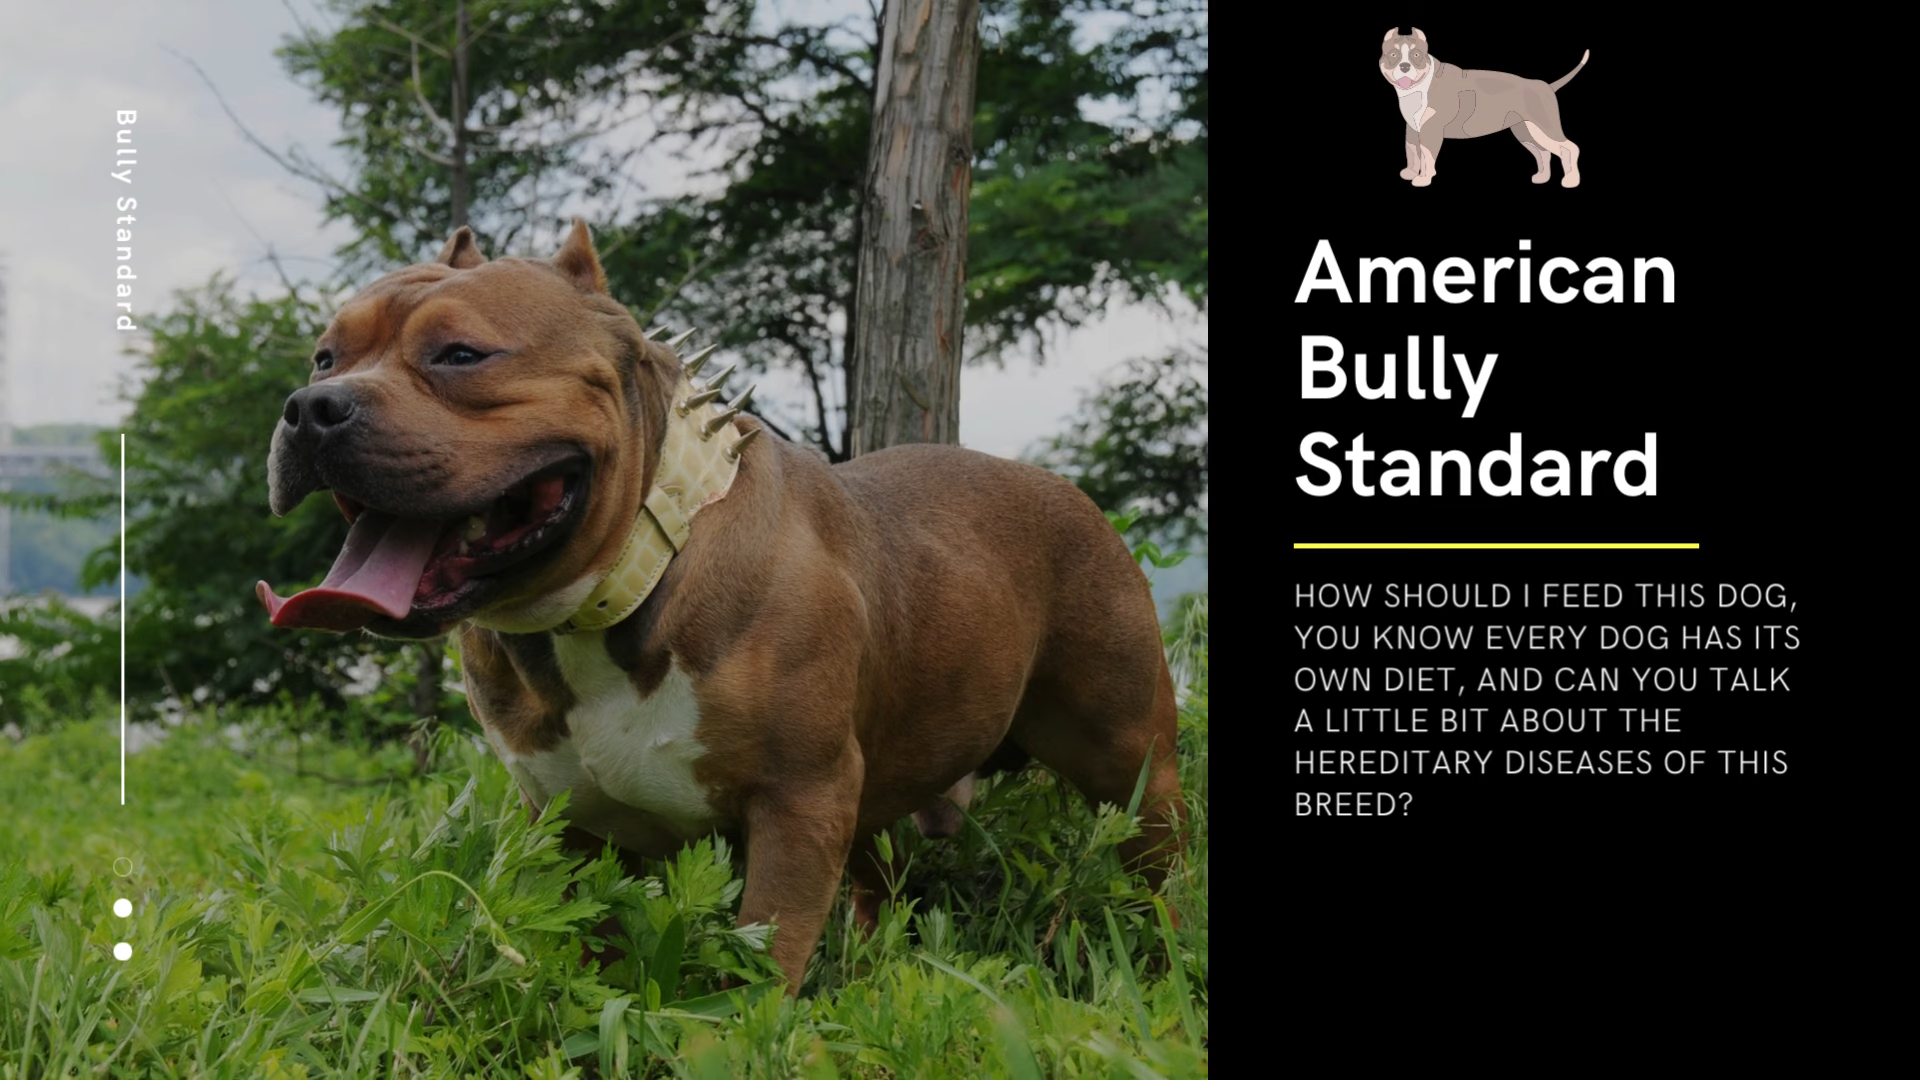 Bully Standard
American
Bully
Standard
HOW SHOULD I FEED THIS DOG,
YOU KNOW EVERY DOG HAS ITS
OWN DIET, AND CAN YOU TALK
A LITTLE BIT ABOUT THE
HEREDITARY DISEASES OF THIS
BREED?